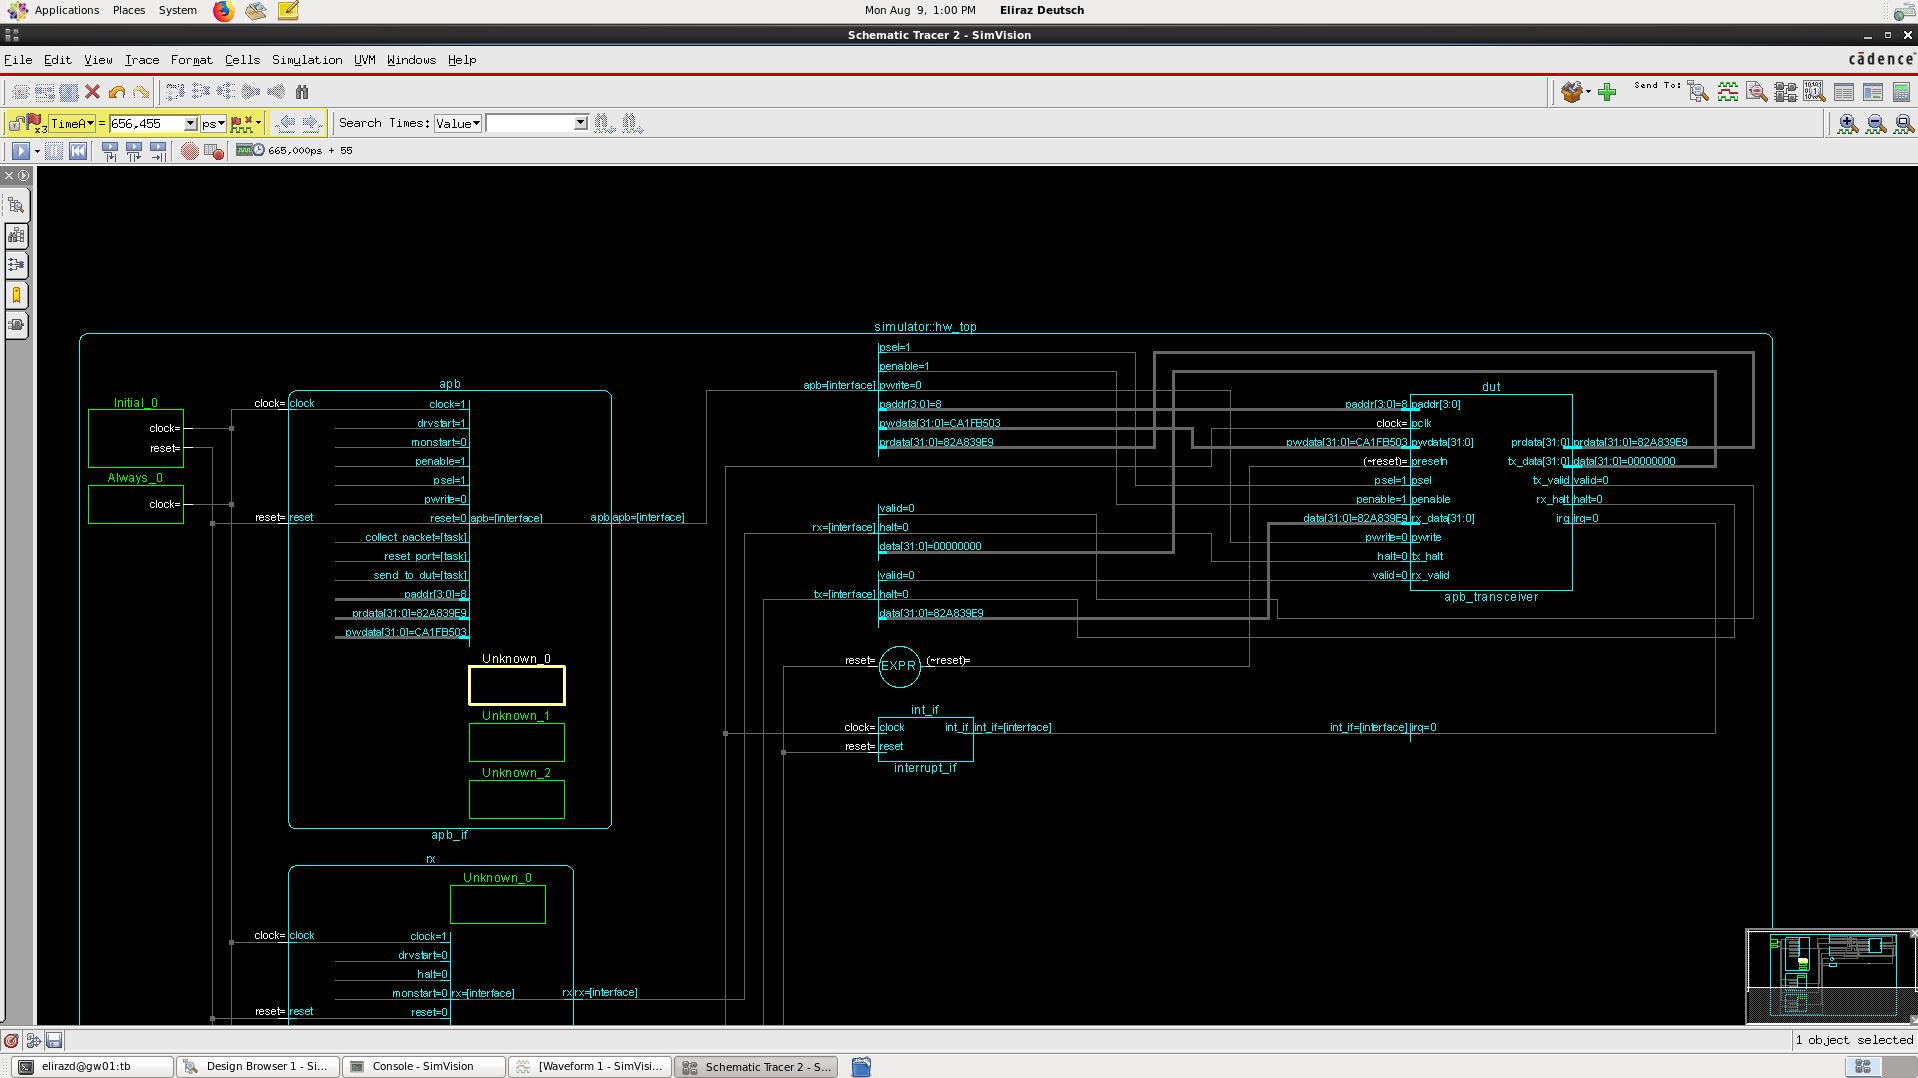 Applications Places System Mon Aug 9, 1:00 PM Eliraz Deutsch
Schematic Tracer 2 - SimVision
File Edit View Trace Format Cells Simulation UVM Windows Help cādence
Send To:
x3 TimeA = 656,455 ps Search Times: Value
665,000ps + 55
simulator::hw_top
Initial_0
clock=
reset=
Always_0
clock=
apb
clock= clock clock=1
drvstart=1
monstart=0
penable=1
psel=1
pwrite=0
reset= reset reset=0 apb=[interface] apb apb=[interface]
collect_packet=[task]
reset_port=[task]
send_to_dut=[task]
paddr[3:0]=8
prdata[31:0]=82A839E9
pwdata[31:0]=CA1FB503
Unknown_0
Unknown_1
Unknown_2
apb_if
rx
Unknown_0
clock= clock clock=1
drvstart=0
halt=0
monstart=0 rx=[interface] rx rx=[interface]
reset= reset reset=0
psel=1
penable=1
apb=[interface] pwrite=0
paddr[3:0]=8
pwdata[31:0]=CA1FB503
prdata[31:0]=82A839E9
valid=0
rx=[interface] halt=0
data[31:0]=00000000
valid=0
tx=[interface] halt=0
data[31:0]=82A839E9
reset= EXPR (~reset)=
int_if
clock= clock int_if int_if=[interface]
reset= reset
interrupt_if
int_if=[interface] irq=0
dut
paddr[3:0]=8 paddr[3:0]
clock= pclk
pwdata[31:0]=CA1FB503 pwdata[31:0] prdata[31:0] prdata[31:0]=82A839E9
(~reset)= presetn tx_data[31:0] data[31:0]=00000000
psel=1 psel tx_valid valid=0
penable=1 penable rx_halt halt=0
data[31:0]=82A839E9 rx_data[31:0] irq irq=0
pwrite=0 pwrite
halt=0 tx_halt
valid=0 rx_valid
apb_transceiver
1 object selected
elirazd@gw01:tb Design Browser 1 - Si... Console - SimVision [Waveform 1 - SimVisi... Schematic Tracer 2 - S...